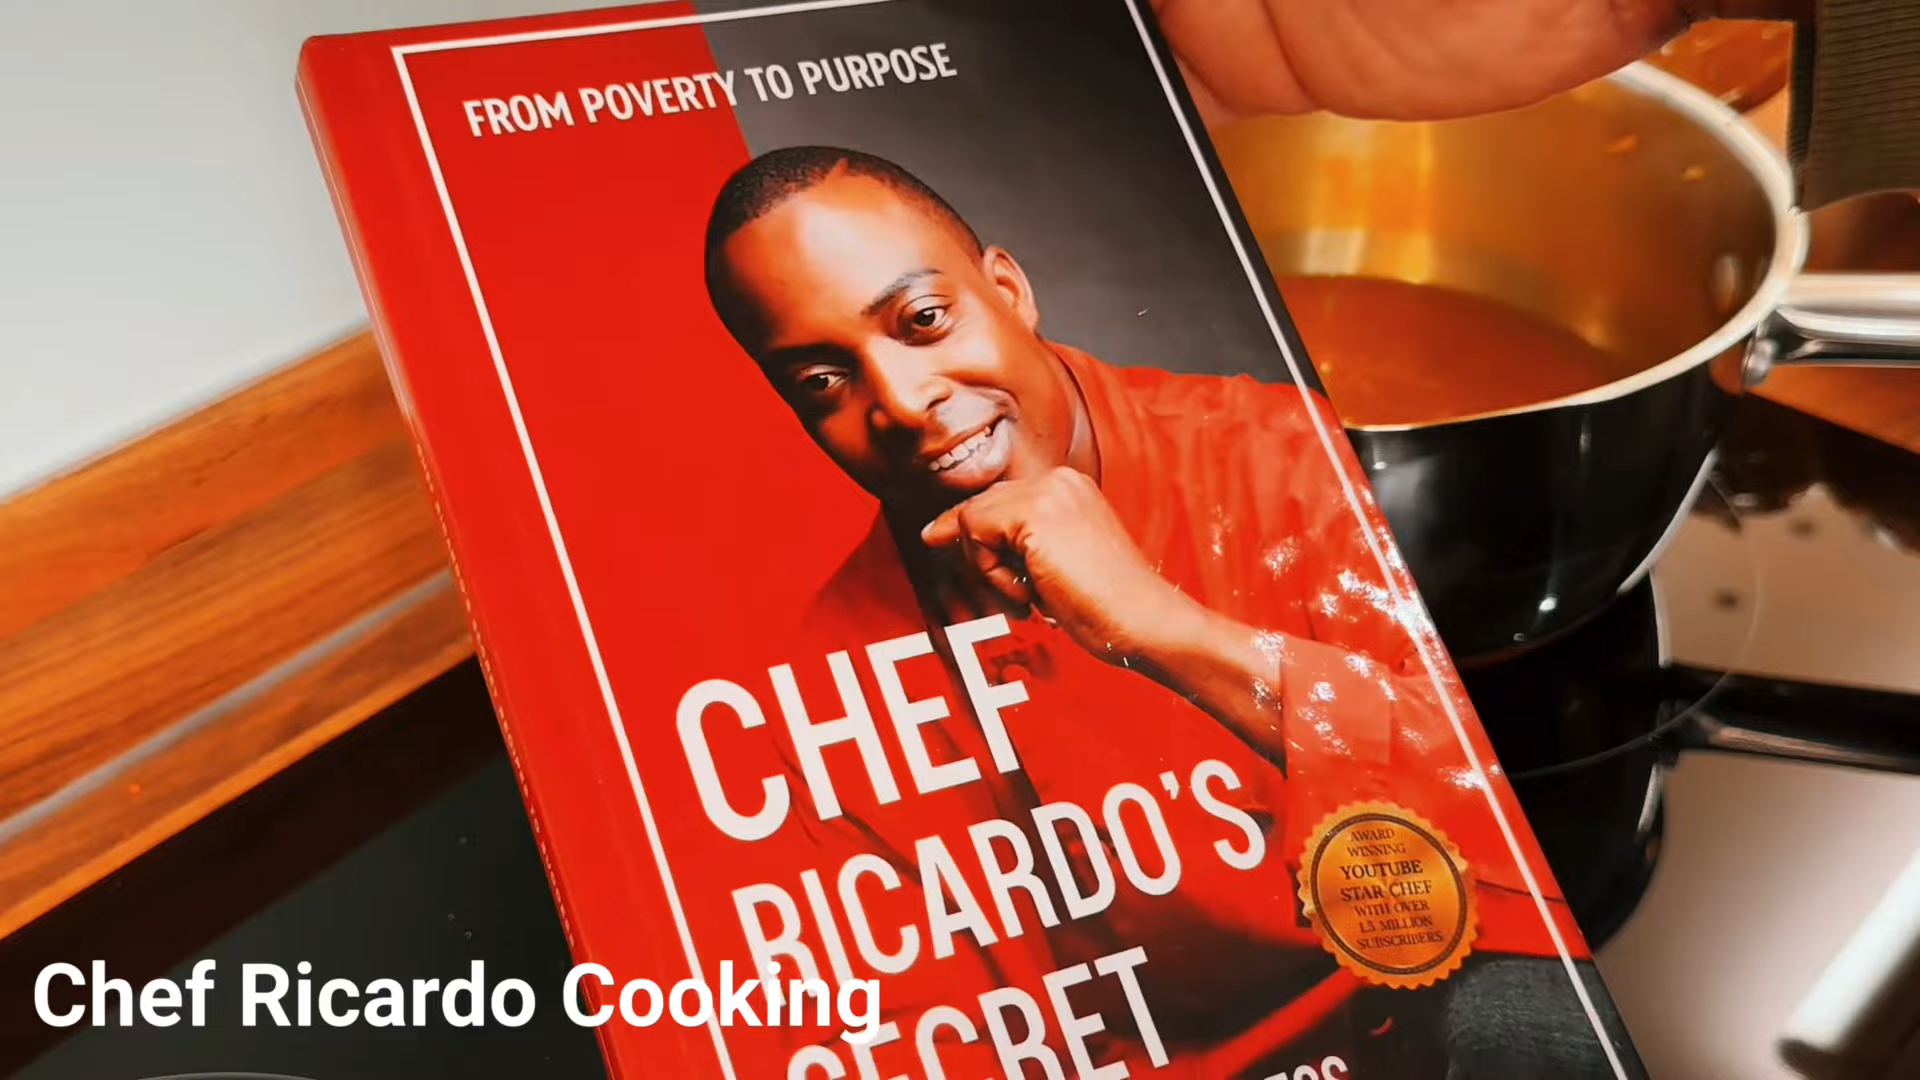 FROM POVERTY TO PURPOSE
CHEF
RICARDO'S
SECRET
AWARD
WINNING
YOUTUBE
STAR CHEF
WITH OVER
1.5 MILLION
SUBSCRIBERS
Chef Ricardo Cooking